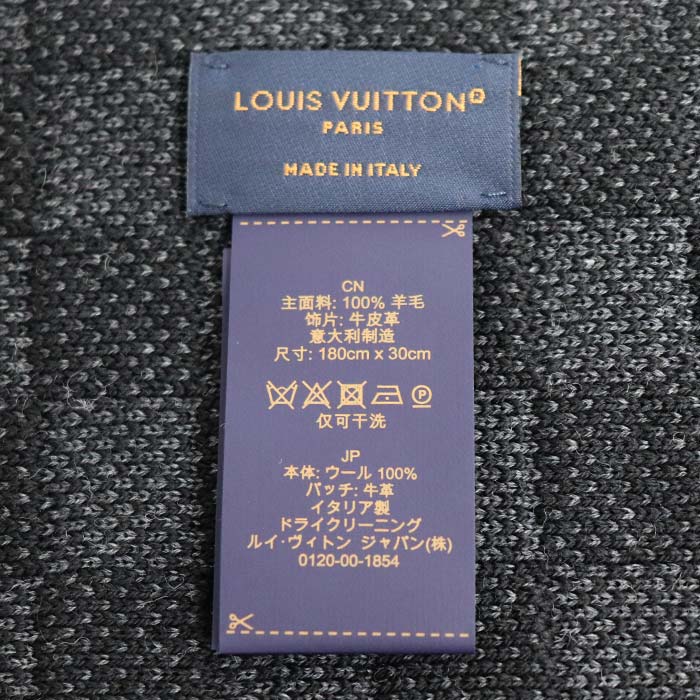 LOUIS VUITTON®
PARIS
MADE IN ITALY
CN
主面料: 100% 羊毛
饰片: 牛皮革
意大利制造
尺寸: 180cm x 30cm
P
仅可干洗
JP
本体: ウール 100%
パッチ: 牛革
イタリア製
ドライクリーニング
ルイ·ヴィトン ジャパン(株)
0120-00-1854